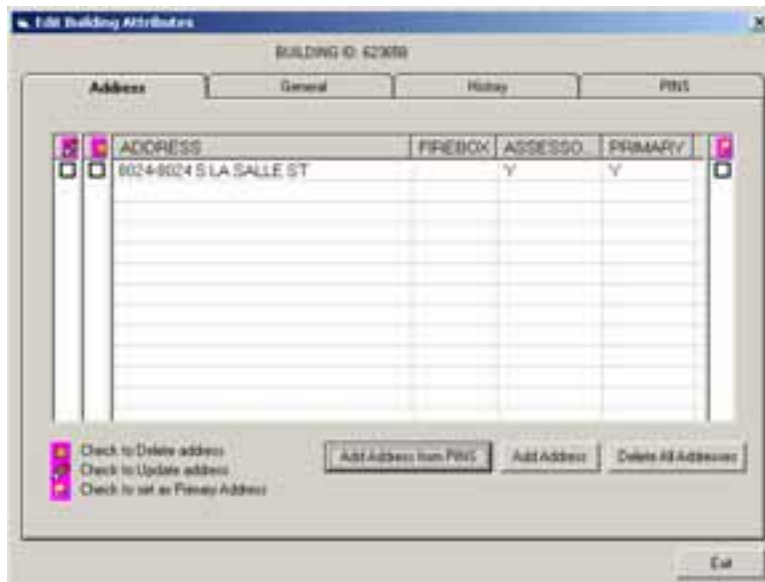 Edit Building Attributes
BUILDING ID: 623658
Address General History PINS
ADDRESS FIREBOX ASSESSO PRIMARY
8024-8024 S LA SALLE ST Y Y
Check to Delete address
Check to Update address
Check to set as Primary Address
Add Address from PINS Add Address Delete All Addresses
Exit